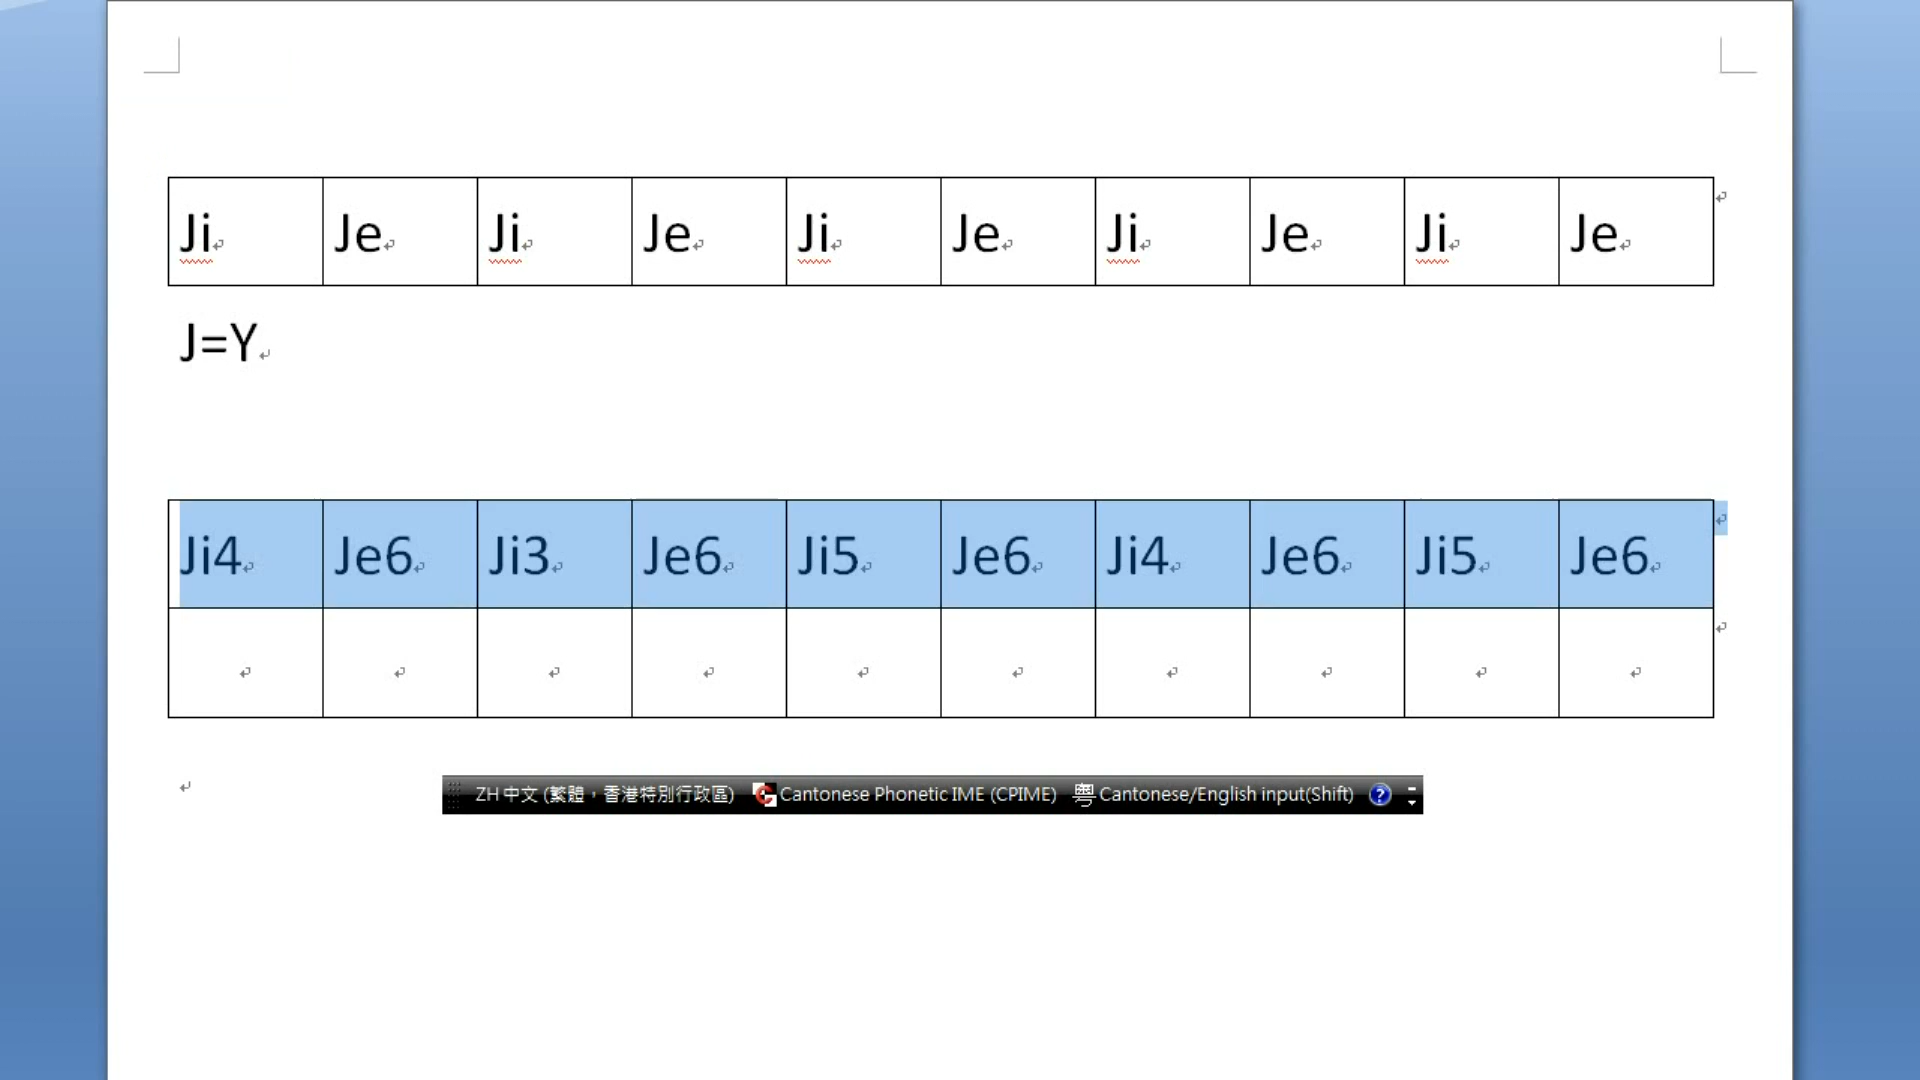 Ji Je Ji Je Ji Je Ji Je Ji Je
J=Y
Ji4 Je6 Ji3 Je6 Ji5 Je6 Ji4 Je6 Ji5 Je6
ZH 中文 (繁體，香港特別行政區) Cantonese Phonetic IME (CPIME) 粵 Cantonese/English input(Shift) ?